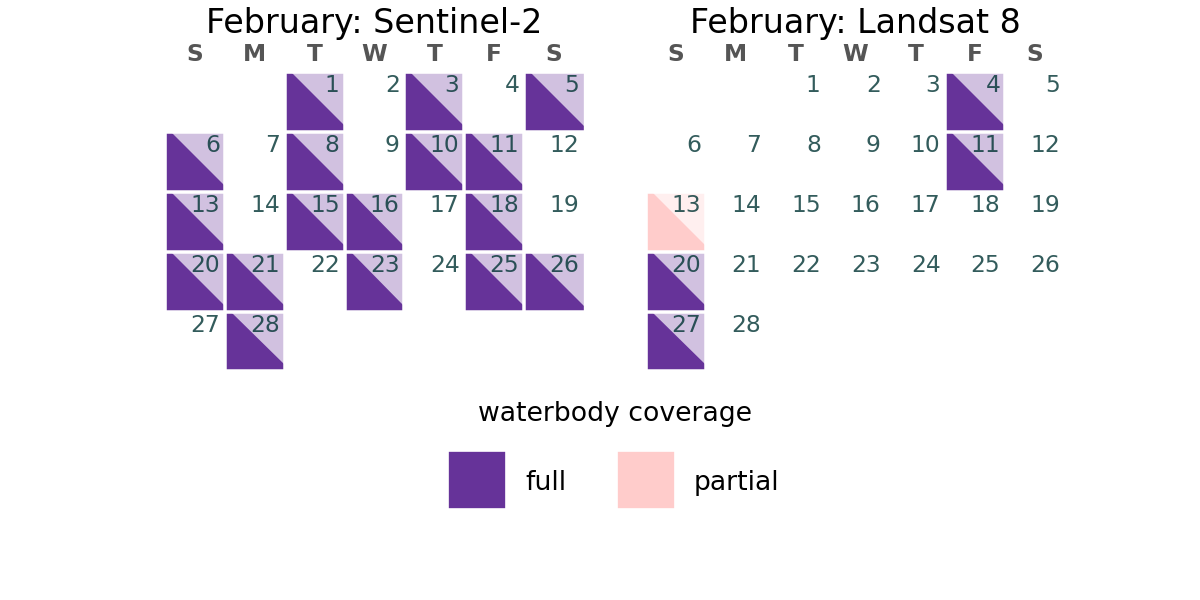 February: Sentinel-2
S M T W T F S
1 2 3 4 5
6 7 8 9 10 11 12
13 14 15 16 17 18 19
20 21 22 23 24 25 26
27 28
February: Landsat 8
S M T W T F S
1 2 3 4 5
6 7 8 9 10 11 12
13 14 15 16 17 18 19
20 21 22 23 24 25 26
27 28
waterbody coverage
full
partial